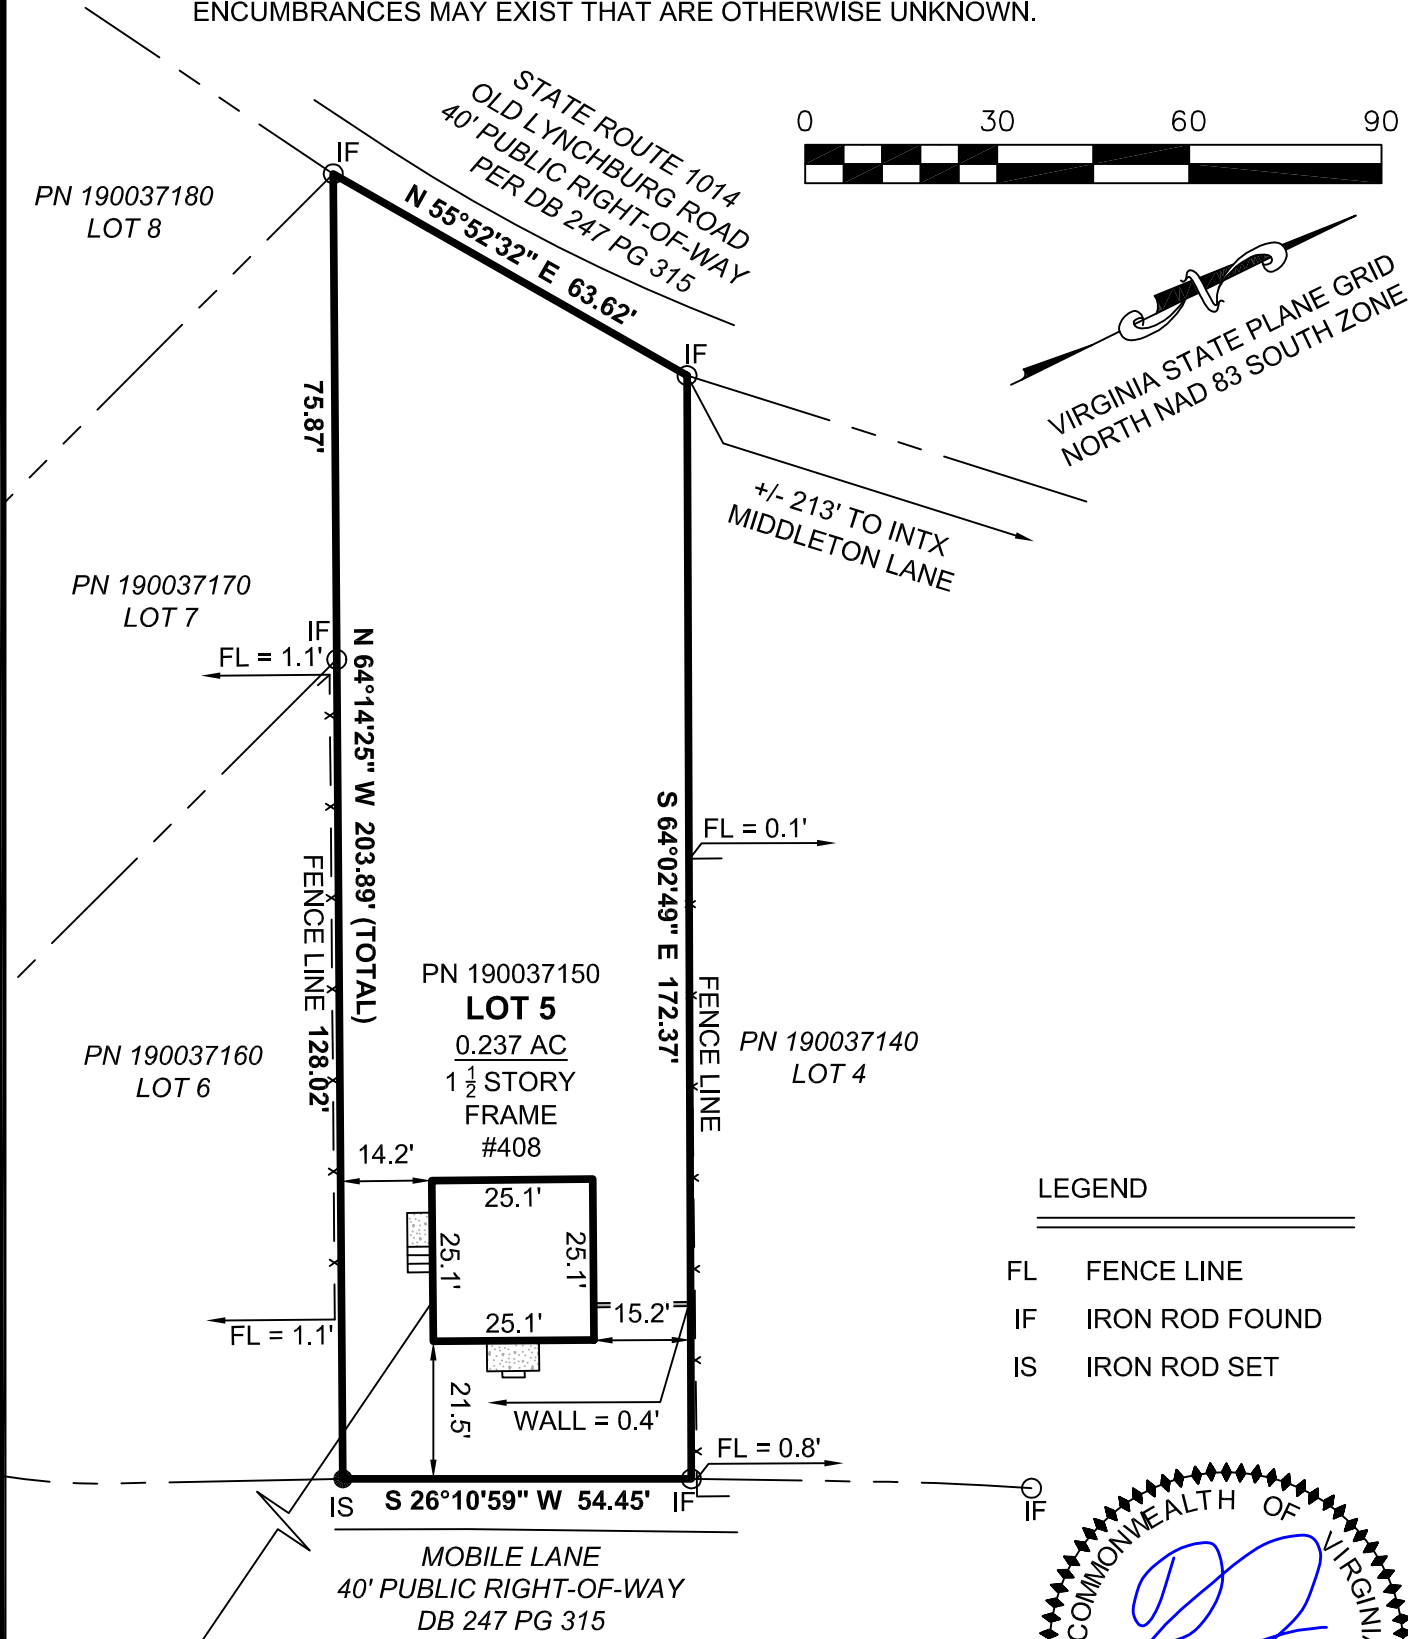 ENCUMBRANCES MAY EXIST THAT ARE OTHERWISE UNKNOWN.
STATE ROUTE 1014
OLD LYNCHBURG ROAD
40' PUBLIC RIGHT-OF-WAY
PER DB 247 PG 315
0 30 60 90
IF
PN 190037180
LOT 8
N 55°52'32" E 63.62'
VIRGINIA STATE PLANE GRID
NORTH NAD 83 SOUTH ZONE
IF
75.87'
+/- 213' TO INTX
MIDDLETON LANE
PN 190037170
LOT 7
IF
FL = 1.1'
N 64°14'25" W 203.89' (TOTAL)
S 64°02'49" E 172.37'
FL = 0.1'
FENCE LINE 128.02'
PN 190037150
LOT 5
0.237 AC
1 1/2 STORY
FRAME
#408
FENCE LINE
PN 190037160
LOT 6
PN 190037140
LOT 4
14.2'
25.1'
25.1'
25.1'
25.1'
15.2'
FL = 1.1'
21.5'
WALL = 0.4'
FL = 0.8'
LEGEND
FL FENCE LINE
IF IRON ROD FOUND
IS IRON ROD SET
IS
S 26°10'59" W 54.45'
IF
IF
MOBILE LANE
40' PUBLIC RIGHT-OF-WAY
DB 247 PG 315
COMMONWEALTH OF VIRGINIA